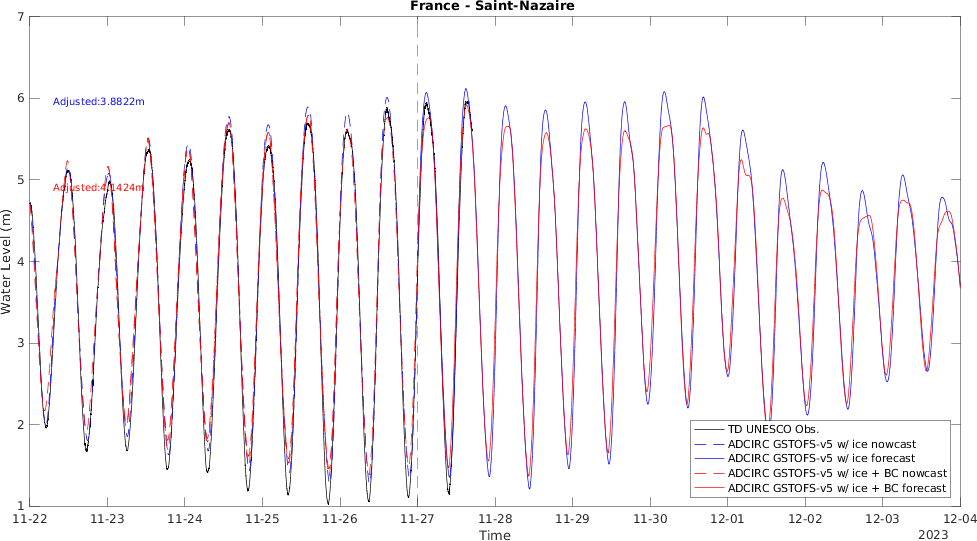 France - Saint-Nazaire
7
6
5
4
3
2
1
Water Level (m)
Adjusted:3.8822m
Adjusted:4.1424m
TD UNESCO Obs.
ADCIRC GSTOFS-v5 w/ ice nowcast
ADCIRC GSTOFS-v5 w/ ice forecast
ADCIRC GSTOFS-v5 w/ ice + BC nowcast
ADCIRC GSTOFS-v5 w/ ice + BC forecast
11-22 11-23 11-24 11-25 11-26 11-27 11-28 11-29 11-30 12-01 12-02 12-03 12-04
Time
2023